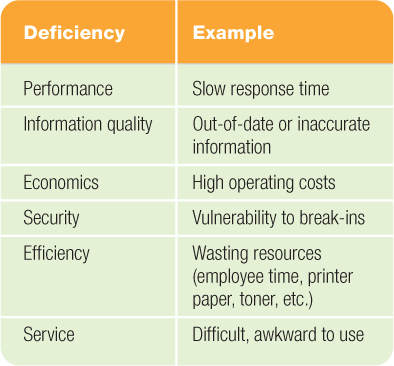 Deficiency Example
Performance Slow response time
Information quality Out-of-date or inaccurate
information
Economics High operating costs
Security Vulnerability to break-ins
Efficiency Wasting resources
(employee time, printer
paper, toner, etc.)
Service Difficult, awkward to use